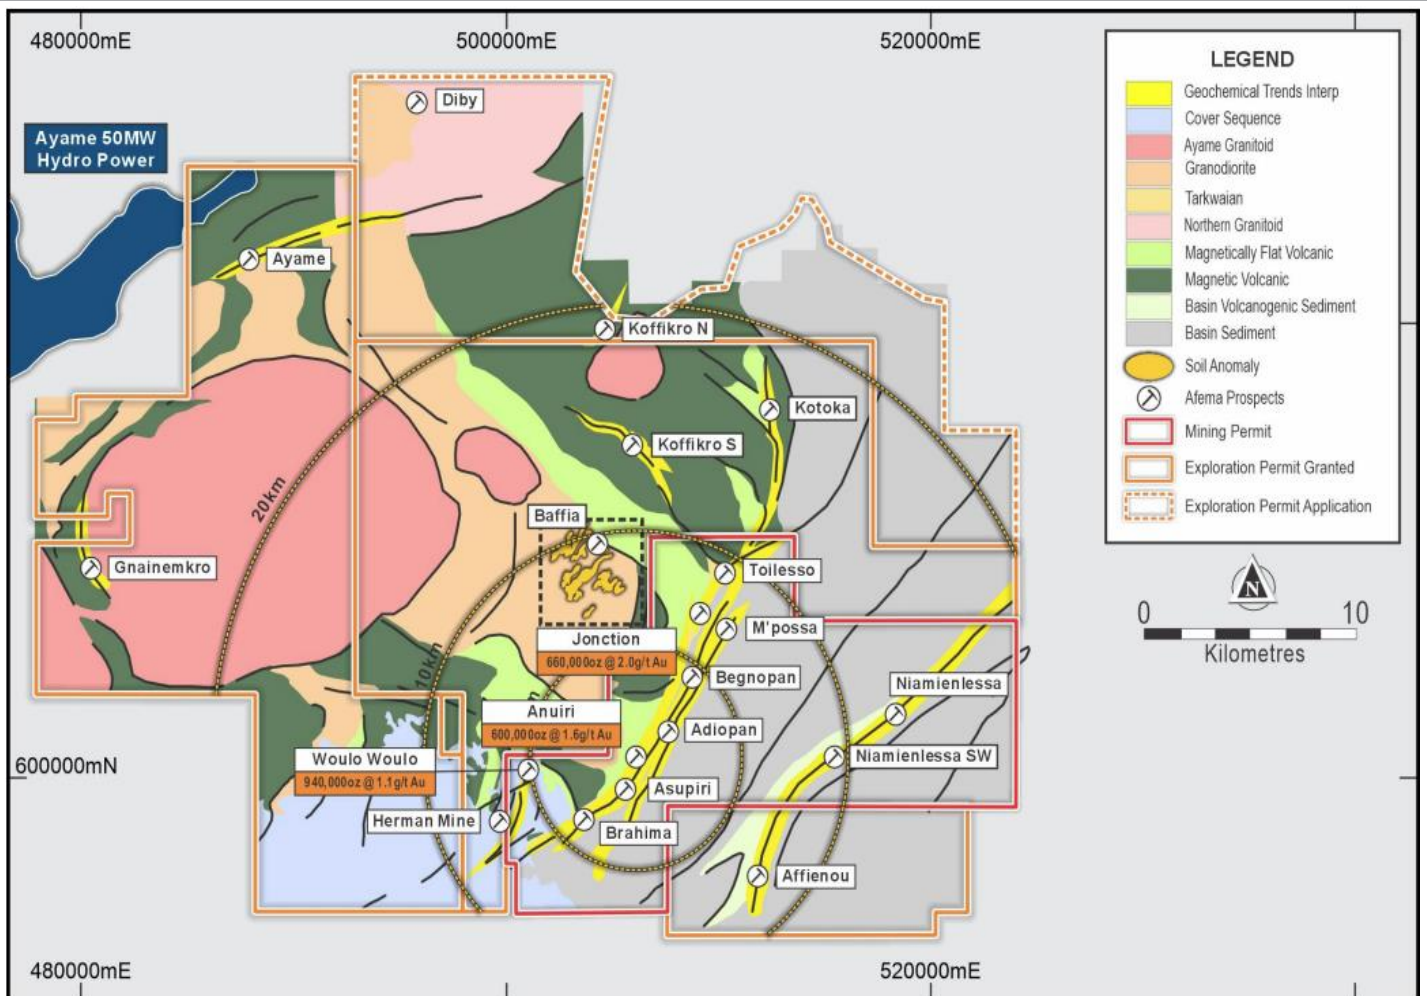 480000mE
500000mE
520000mE
LEGEND
Geochemical Trends Interp
Cover Sequence
Ayame Granitoid
Granodiorite
Tarkwaian
Northern Granitoid
Magnetically Flat Volcanic
Magnetic Volcanic
Basin Volcanogenic Sediment
Basin Sediment
Soil Anomaly
Afema Prospects
Mining Permit
Exploration Permit Granted
Exploration Permit Application
N
0
10
Kilometres
Diby
Ayame 50MW
Hydro Power
Ayame
Koffikro N
Kotoka
Koffikro S
20km
Baffia
Gnainemkro
Toilesso
M'possa
Jonction
660,000oz @ 2.0g/t Au
10km
Begnopan
Niamienlessa
Anuiri
600,000oz @ 1.6g/t Au
Adiopan
Woulo Woulo
940,000oz @ 1.1g/t Au
Niamienlessa SW
600000mN
Asupiri
Herman Mine
Brahima
Affienou
480000mE
520000mE